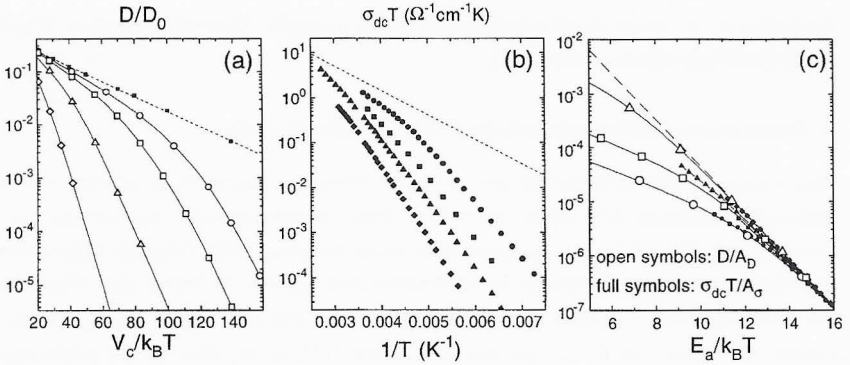 D/D₀
σ_dc T (Ω⁻¹cm⁻¹K)
(a)
(b)
(c)
10⁻¹
10⁻²
10⁻³
10⁻⁴
10⁻⁵
20 40 60 80 100 120 140
V_c/k_BT
10¹
10⁰
10⁻¹
10⁻²
10⁻³
10⁻⁴
0.003 0.004 0.005 0.006 0.007
1/T (K⁻¹)
10⁻²
10⁻³
10⁻⁴
10⁻⁵
10⁻⁶
10⁻⁷
open symbols: D/A_D
full symbols: σ_dc T/A_σ
6 8 10 12 14 16
E_a/k_BT